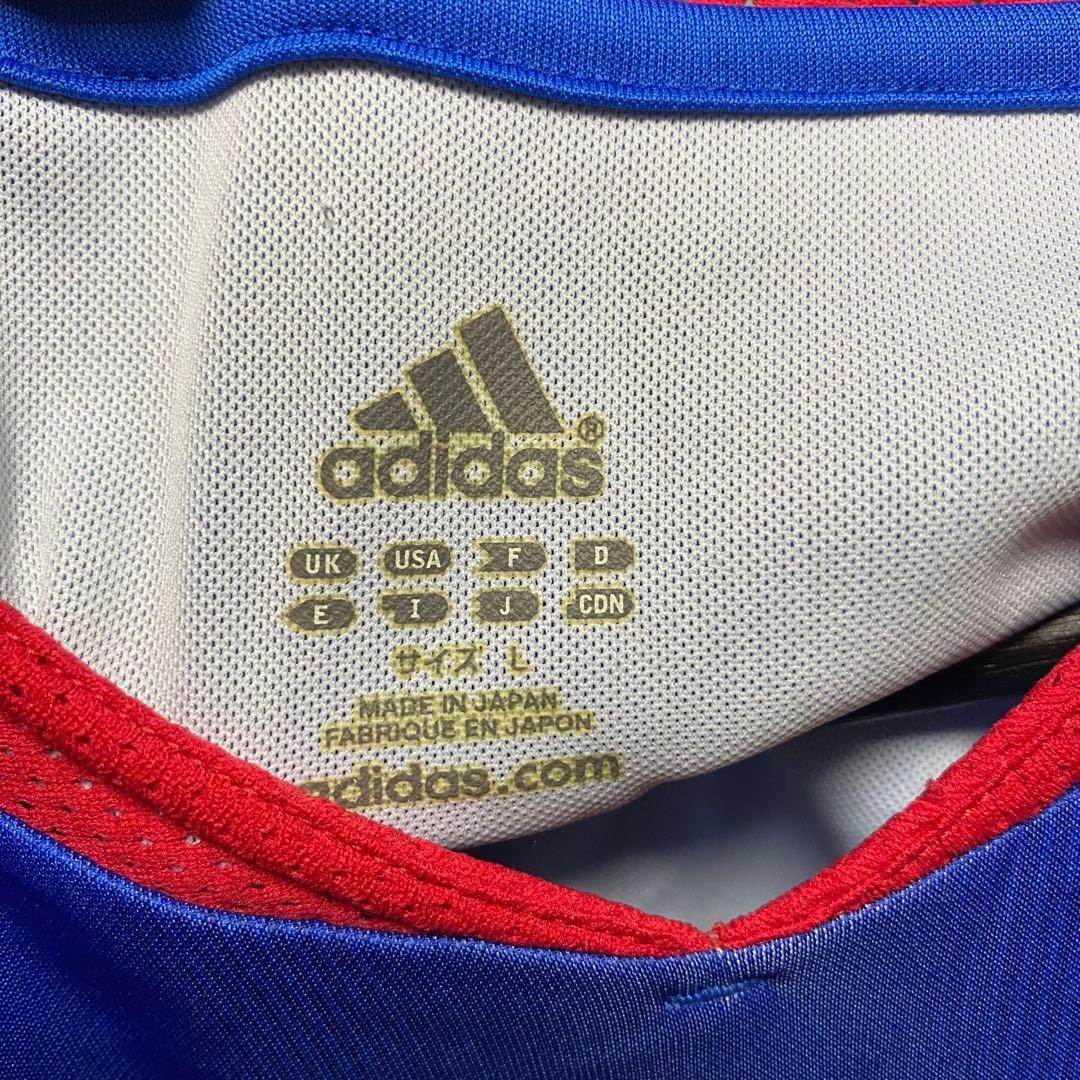 adidas®
UK USA F D
E I J CDN
サイズ L
MADE IN JAPAN
FABRIQUE EN JAPON
adidas.com